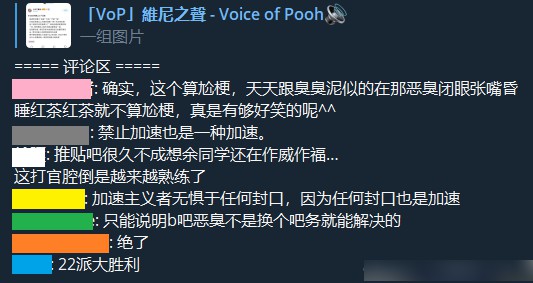 「VoP」維尼之聲 - Voice of Pooh
一组图片
===== 评论区 =====
: 确实，这个算尬梗，天天跟臭臭泥似的在那恶臭闭眼张嘴昏
睡红茶红茶就不算尬梗，真是有够好笑的呢^^
: 禁止加速也是一种加速。
: 推贴吧很久不成想余同学还在作威作福...
这打官腔倒是越来越熟练了
: 加速主义者无惧于任何封口，因为任何封口也是加速
: 只能说明b吧恶臭不是换个吧务就能解决的
: 绝了
: 22派大胜利